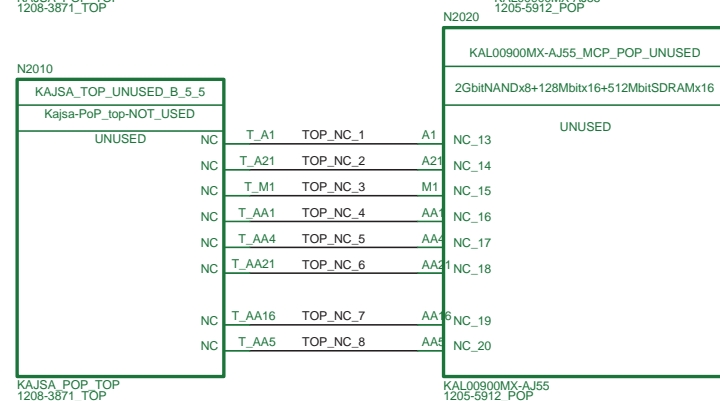 1208-3871_TOP
1205-5912_POP
N2020
KAL00900MX-AJ55_MCP_POP_UNUSED
N2010
KAJSA_TOP_UNUSED_B_5_5
2GbitNANDx8+128Mbitx16+512MbitSDRAMx16
Kajsa-PoP_top-NOT_USED
UNUSED
UNUSED
NC T_A1 TOP_NC_1 A1 NC_13
NC T_A21 TOP_NC_2 A21 NC_14
NC T_M1 TOP_NC_3 M1 NC_15
NC T_AA1 TOP_NC_4 AA1 NC_16
NC T_AA4 TOP_NC_5 AA4 NC_17
NC T_AA21 TOP_NC_6 AA21 NC_18
NC T_AA16 TOP_NC_7 AA16 NC_19
NC T_AA5 TOP_NC_8 AA5 NC_20
KAJSA_POP_TOP
1208-3871_TOP
KAL00900MX-AJ55
1205-5912_POP